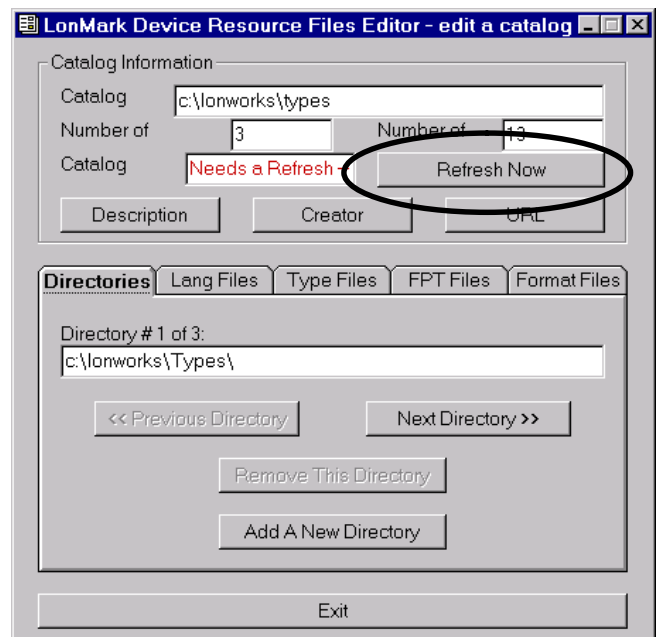 LonMark Device Resource Files Editor - edit a catalog
Catalog Information
Catalog c:\lonworks\types
Number of 3 Number of 13
Catalog Needs a Refresh - Refresh Now
Description Creator URL
Directories Lang Files Type Files FPT Files Format Files
Directory # 1 of 3:
c:\lonworks\Types\
<< Previous Directory Next Directory >>
Remove This Directory
Add A New Directory
Exit